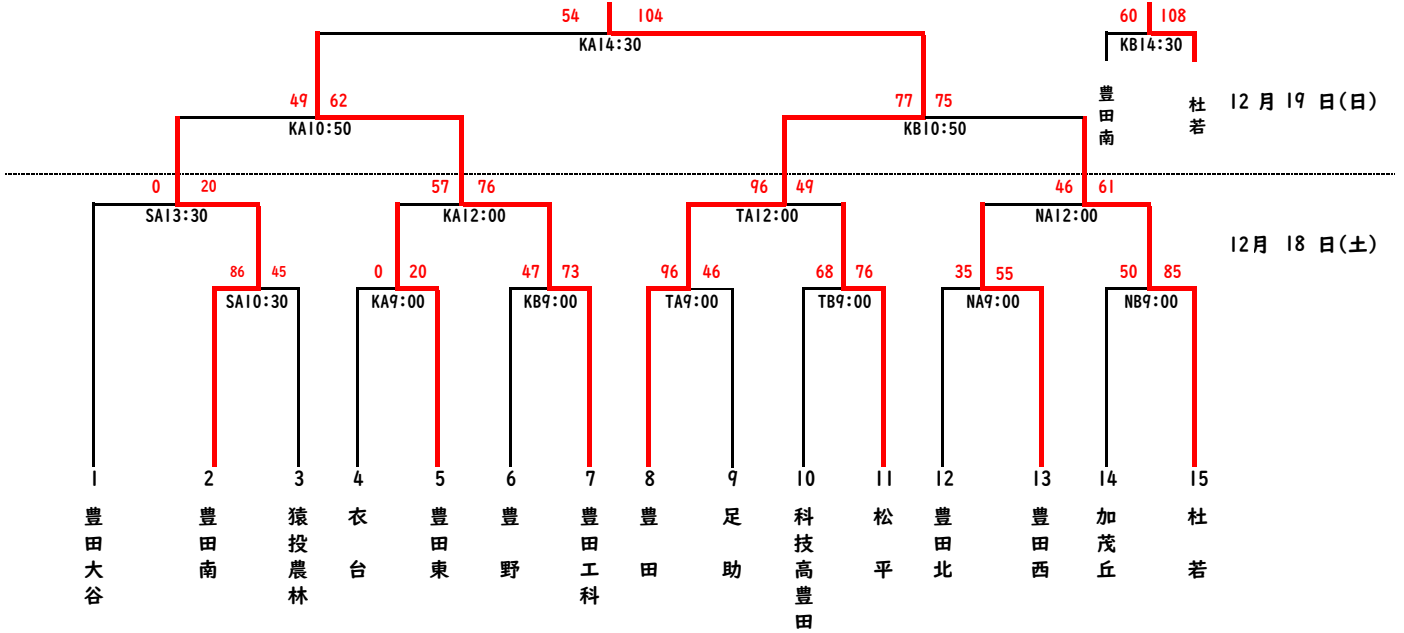 54 104 60 108
KA14:30 KB14:30
豊田南 杜若
12月19日(日)
49 62 77 75
KA10:50 KB10:50
0 20 57 76 96 49 46 61
SA13:30 KA12:00 TA12:00 NA12:00
12月 18 日(土)
86 45 0 20 47 73 96 46 68 76 35 55 50 85
SA10:30 KA9:00 KB9:00 TA9:00 TB9:00 NA9:00 NB9:00
1 2 3 4 5 6 7 8 9 10 11 12 13 14 15
豊田大谷
豊田南
猿投農林
衣台
豊田東
豊野
豊田工科
豊田
足助
科技高豊田
松平
豊田北
豊田西
加茂丘
杜若